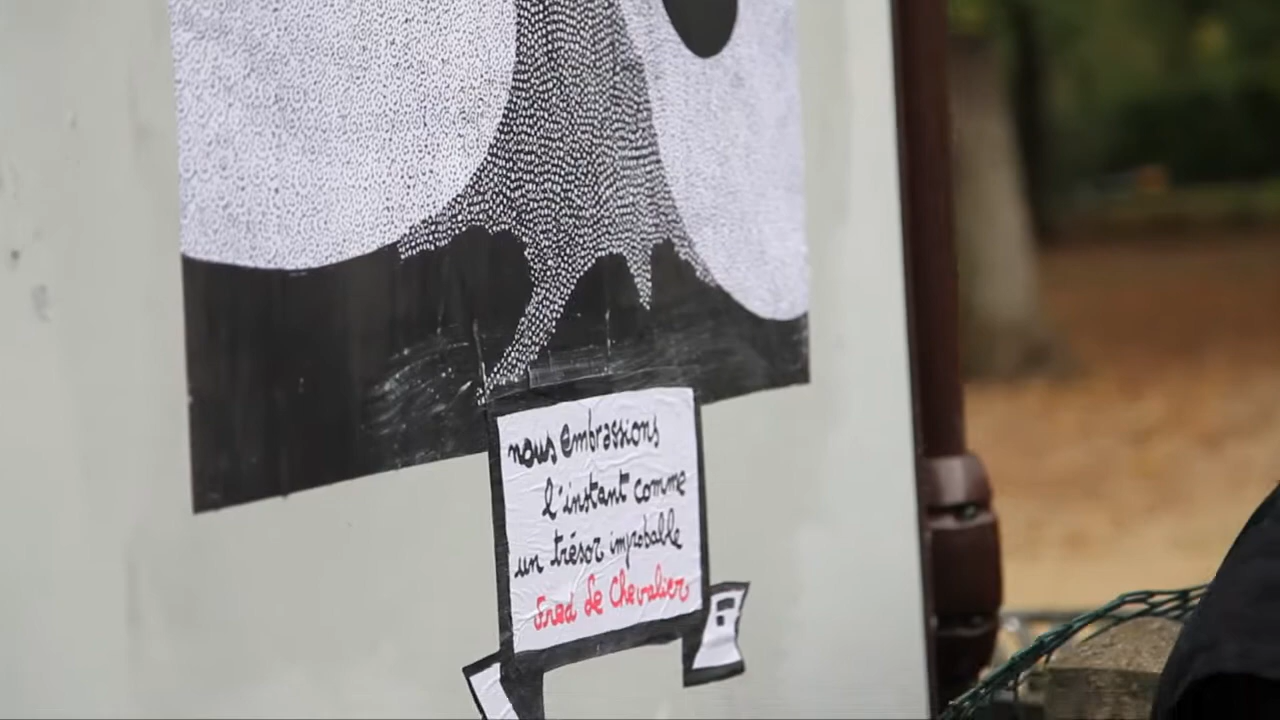 nous embrassions
l'instant comme
un trésor improbable
Fred Le Chevalier